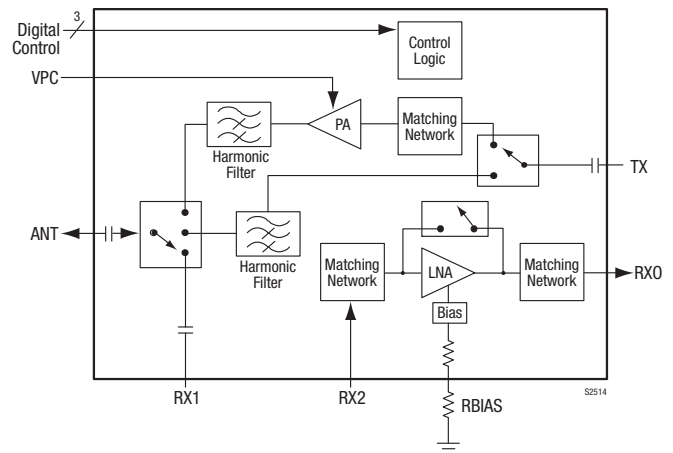 3
Digital
Control
Control
Logic
VPC
PA
Matching
Network
Harmonic
Filter
TX
ANT
Harmonic
Filter
Matching
Network
LNA
Matching
Network
RXO
Bias
RX1
RX2
RBIAS
S2514